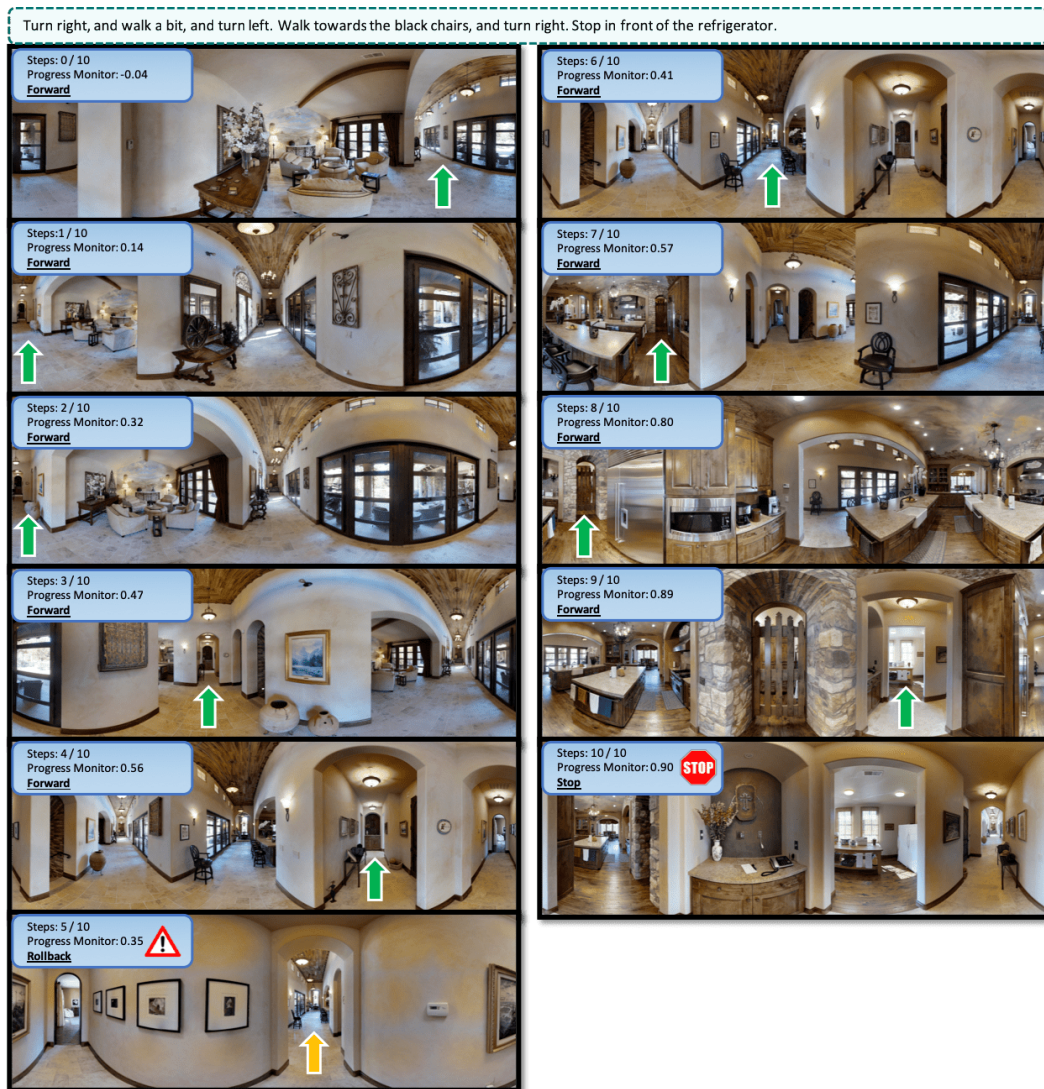 Turn right, and walk a bit, and turn left. Walk towards the black chairs, and turn right. Stop in front of the refrigerator.
Steps: 0 / 10
Progress Monitor: -0.04
Forward
Steps:1 / 10
Progress Monitor: 0.14
Forward
Steps: 2 / 10
Progress Monitor: 0.32
Forward
Steps: 3 / 10
Progress Monitor: 0.47
Forward
Steps: 4 / 10
Progress Monitor: 0.56
Forward
Steps: 5 / 10
Progress Monitor: 0.35
Rollback
Steps: 6 / 10
Progress Monitor: 0.41
Forward
Steps: 7 / 10
Progress Monitor: 0.57
Forward
Steps: 8 / 10
Progress Monitor: 0.80
Forward
Steps: 9 / 10
Progress Monitor: 0.89
Forward
Steps: 10 / 10
Progress Monitor: 0.90
Stop
STOP